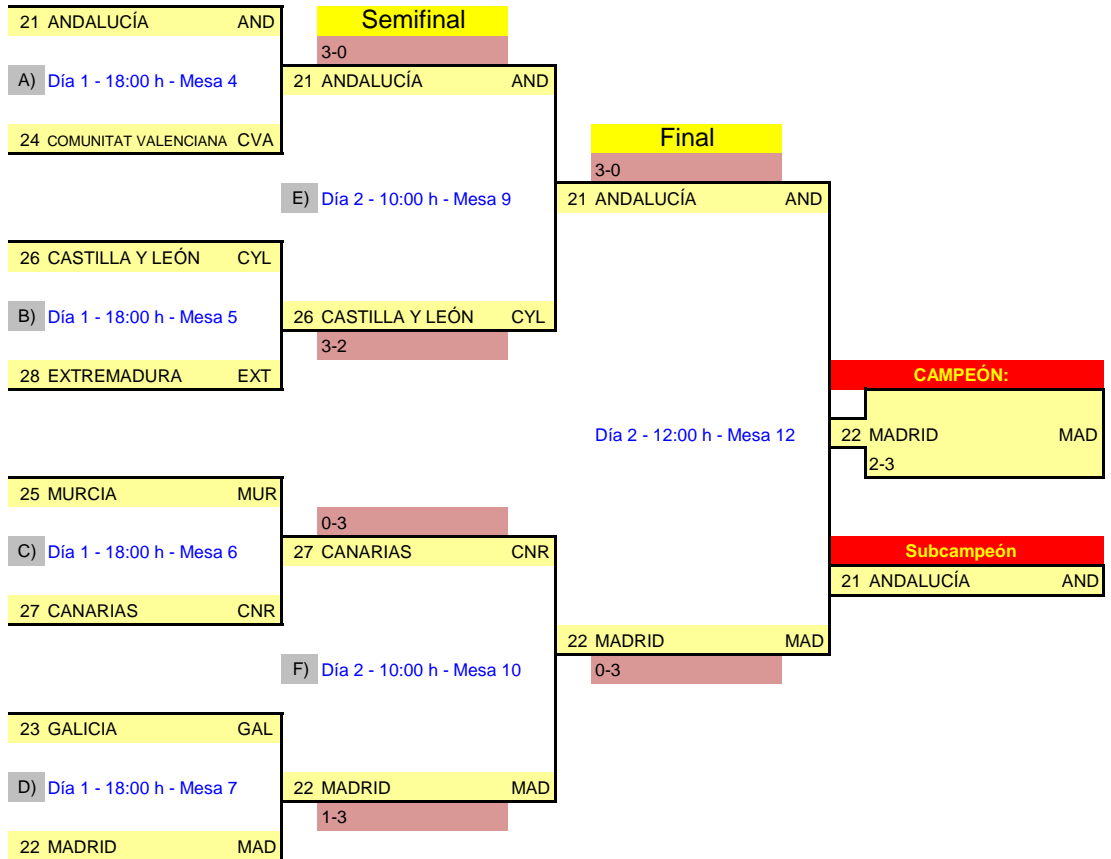 21 ANDALUCÍA AND Semifinal
3-0
A) Día 1 - 18:00 h - Mesa 4 21 ANDALUCÍA AND
24 COMUNITAT VALENCIANA CVA Final
3-0
E) Día 2 - 10:00 h - Mesa 9 21 ANDALUCÍA AND
26 CASTILLA Y LEÓN CYL
B) Día 1 - 18:00 h - Mesa 5 26 CASTILLA Y LEÓN CYL
3-2
28 EXTREMADURA EXT CAMPEÓN:
Día 2 - 12:00 h - Mesa 12 22 MADRID MAD
2-3
25 MURCIA MUR
0-3
C) Día 1 - 18:00 h - Mesa 6 27 CANARIAS CNR Subcampeón
21 ANDALUCÍA AND
27 CANARIAS CNR
22 MADRID MAD
F) Día 2 - 10:00 h - Mesa 10 0-3
23 GALICIA GAL
D) Día 1 - 18:00 h - Mesa 7 22 MADRID MAD
1-3
22 MADRID MAD